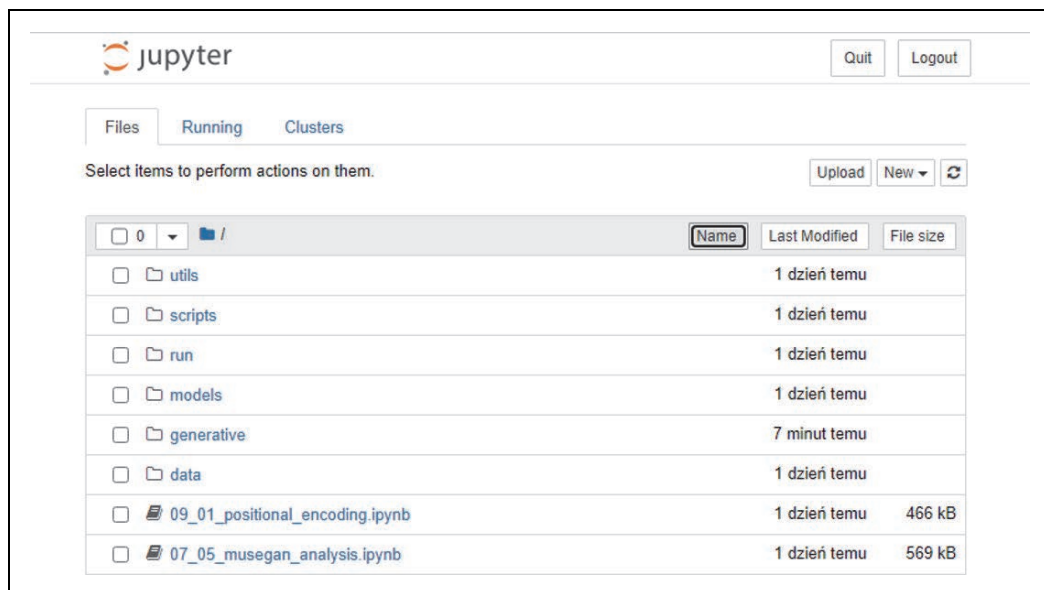 jupyter Quit Logout
Files Running Clusters
Select items to perform actions on them. Upload New
0 / Name Last Modified File size
utils 1 dzień temu
scripts 1 dzień temu
run 1 dzień temu
models 1 dzień temu
generative 7 minut temu
data 1 dzień temu
09_01_positional_encoding.ipynb 1 dzień temu 466 kB
07_05_musegan_analysis.ipynb 1 dzień temu 569 kB